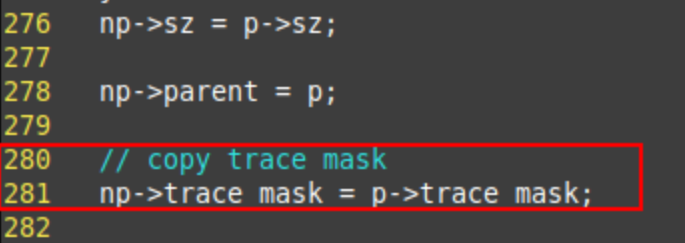 276 np->sz = p->sz;
277
278 np->parent = p;
279
280 // copy trace mask
281 np->trace mask = p->trace mask;
282